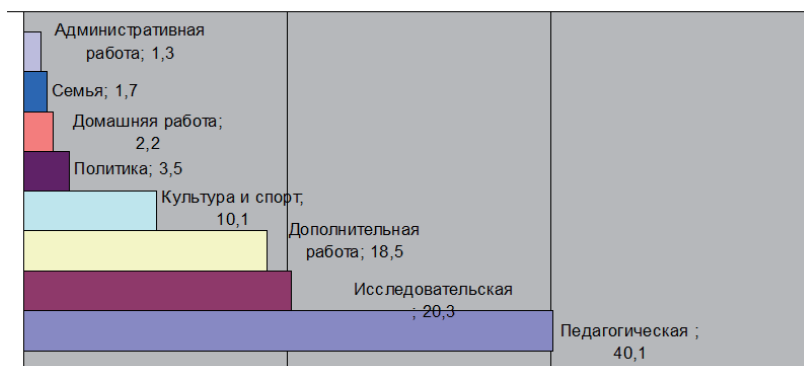 Административная
работа; 1,3
Семья; 1,7
Домашняя работа;
2,2
Политика; 3,5
Культура и спорт;
10,1
Дополнительная
работа; 18,5
Исследовательская
; 20,3
Педагогическая ;
40,1